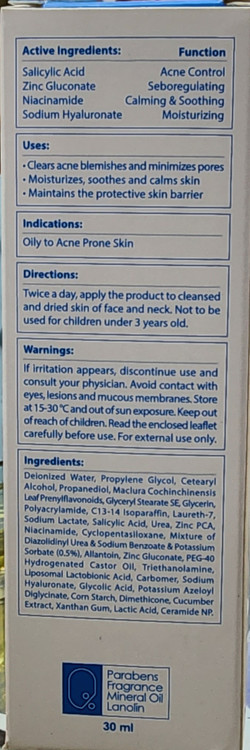 Active Ingredients: Function
Salicylic Acid Acne Control
Zinc Gluconate Seboregulating
Niacinamide Calming & Soothing
Sodium Hyaluronate Moisturizing
Uses:
• Clears acne blemishes and minimizes pores
• Moisturizes, soothes and calms skin
• Maintains the protective skin barrier
Indications:
Oily to Acne Prone Skin
Directions:
Twice a day, apply the product to cleansed
and dried skin of face and neck. Not to be
used for children under 3 years old.
Warnings:
If irritation appears, discontinue use and
consult your physician. Avoid contact with
eyes, lesions and mucous membranes. Store
at 15-30 °C and out of sun exposure. Keep out
of reach of children. Read the enclosed leaflet
carefully before use. For external use only.
Ingredients:
Deionized Water, Propylene Glycol, Cetearyl
Alcohol, Propanediol, Maclura Cochinchinensis
Leaf Prenylflavonoids, Glyceryl Stearate SE, Glycerin,
Polyacrylamide, C13-14 Isoparaffin, Laureth-7,
Sodium Lactate, Salicylic Acid, Urea, Zinc PCA,
Niacinamide, Cyclopentasiloxane, Mixture of
Diazolidinyl Urea & Sodium Benzoate & Potassium
Sorbate (0.5%), Allantoin, Zinc Gluconate, PEG-40
Hydrogenated Castor Oil, Triethanolamine,
Liposomal Lactobionic Acid, Carbomer, Sodium
Hyaluronate, Glycolic Acid, Potassium Azeloyl
Diglycinate, Corn Starch, Dimethicone, Cucumber
Extract, Xanthan Gum, Lactic Acid, Ceramide NP.
Parabens
Fragrance
Mineral Oil
Lanolin
30 ml